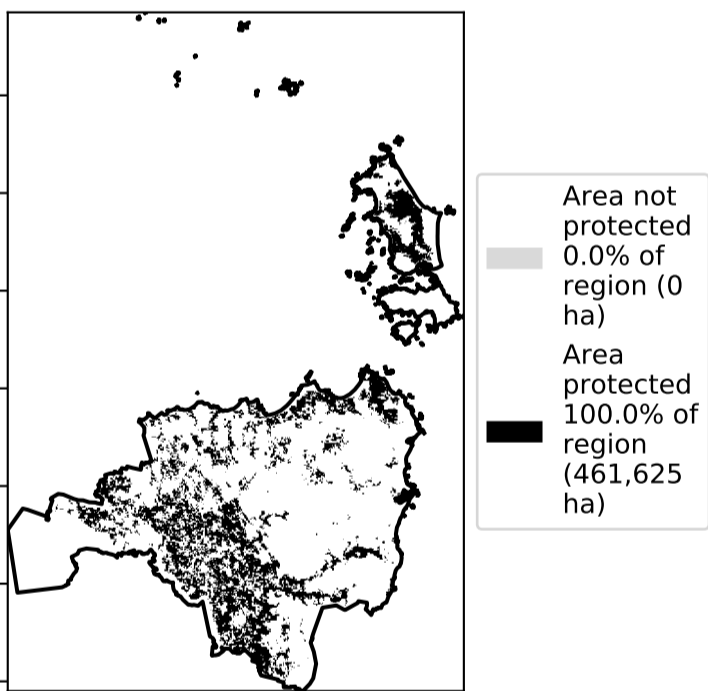 Area not
protected
0.0% of
region (0
ha)
Area
protected
100.0% of
region
(461,625
ha)